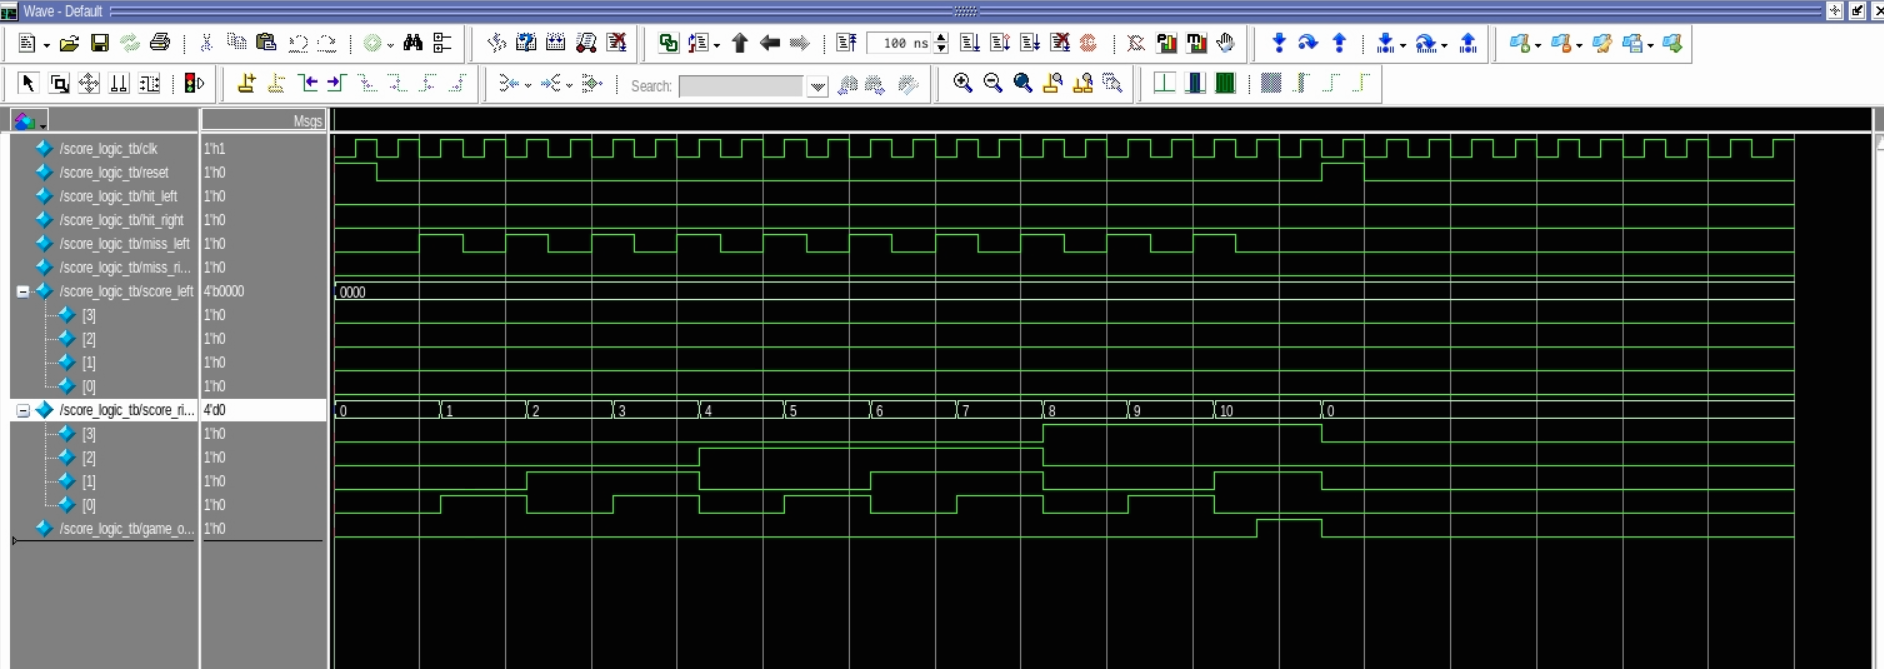 Wave - Default
100 ns
Search:
Msgs
/score_logic_tb/clk 1'h1
/score_logic_tb/reset 1'h0
/score_logic_tb/hit_left 1'h0
/score_logic_tb/hit_right 1'h0
/score_logic_tb/miss_left 1'h0
/score_logic_tb/miss_ri... 1'h0
/score_logic_tb/score_left 4'b0000 0000
[3] 1'h0
[2] 1'h0
[1] 1'h0
[0] 1'h0
/score_logic_tb/score_ri... 4'd0 0 1 2 3 4 5 6 7 8 9 10 0
[3] 1'h0
[2] 1'h0
[1] 1'h0
[0] 1'h0
/score_logic_tb/game_o... 1'h0